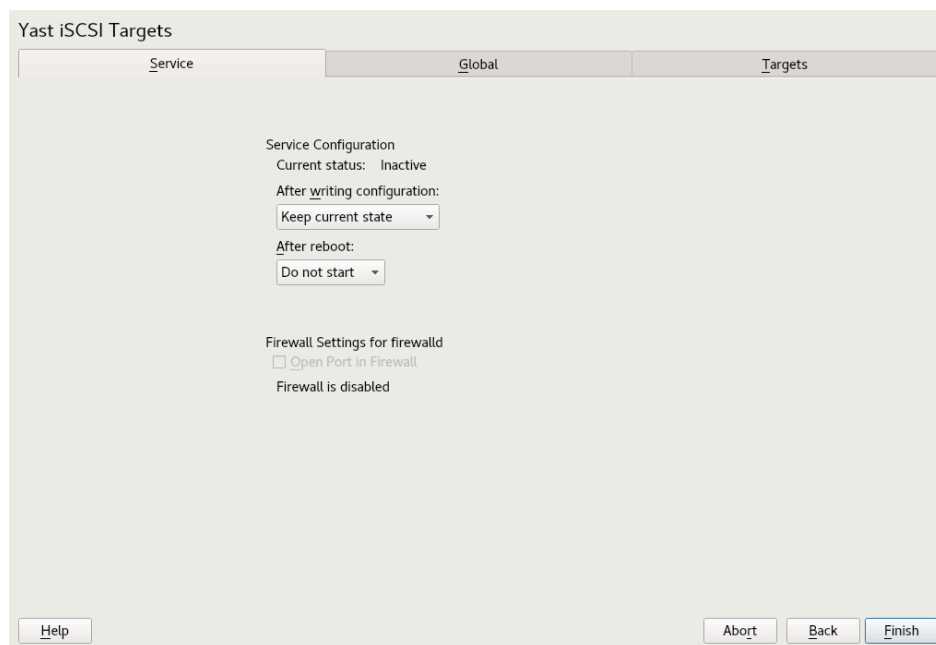 Yast iSCSI Targets
Service Global Targets
Service Configuration
Current status: Inactive
After writing configuration:
Keep current state
After reboot:
Do not start
Firewall Settings for firewalld
Open Port in Firewall
Firewall is disabled
Help Abort Back Finish